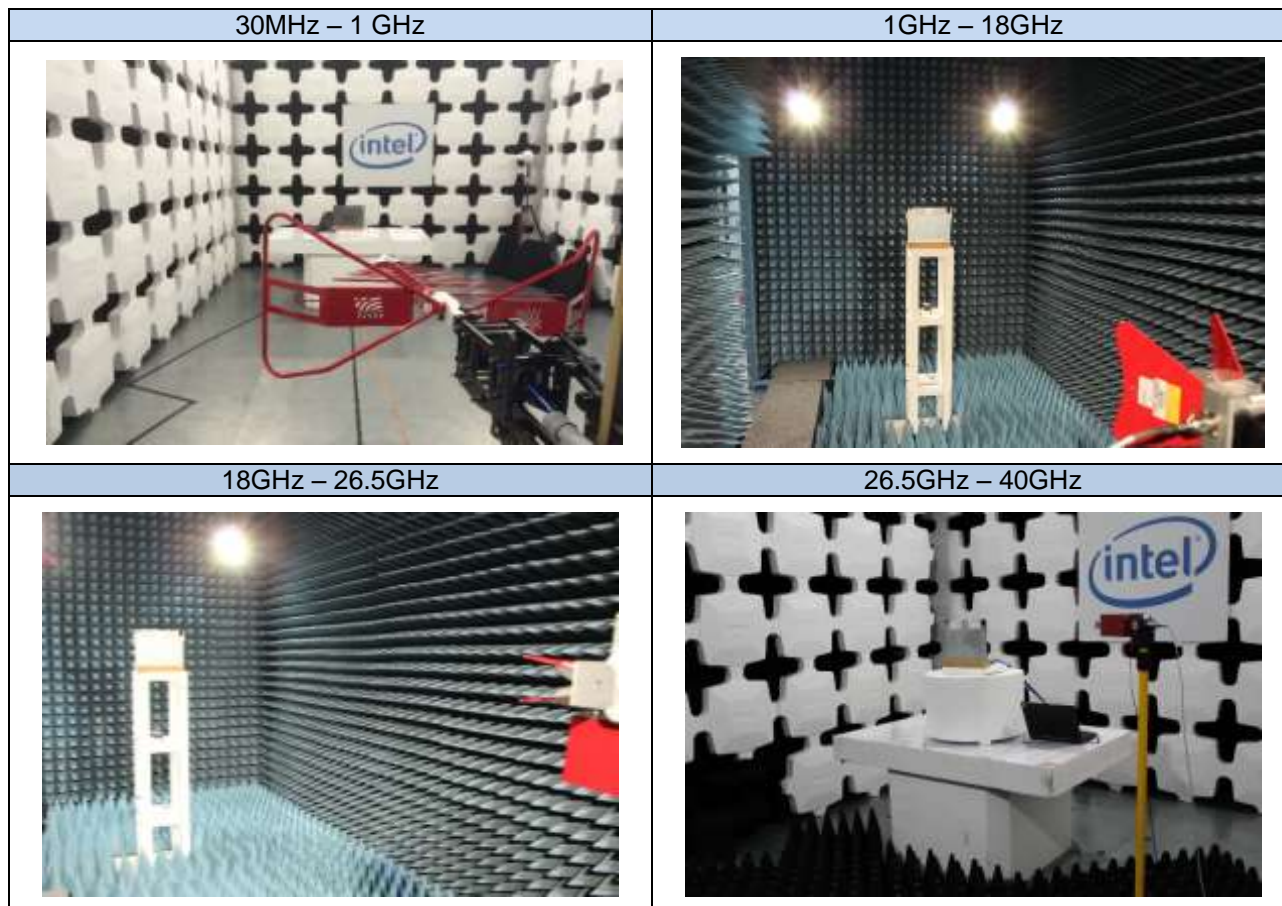 30MHz – 1 GHz
1GHz – 18GHz
intel
18GHz – 26.5GHz
26.5GHz – 40GHz
intel